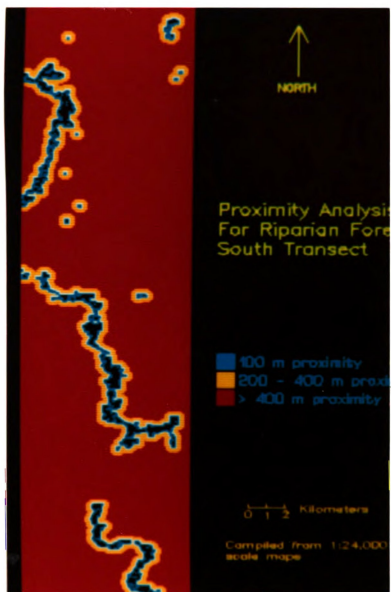 NORTH
Proximity Analysis
For Riparian Fore
South Transect
100 m proximity
200 - 400 m proxi
> 400 m proximity
Kilometers
0 1 2
Compiled from 1:24,000
scale maps